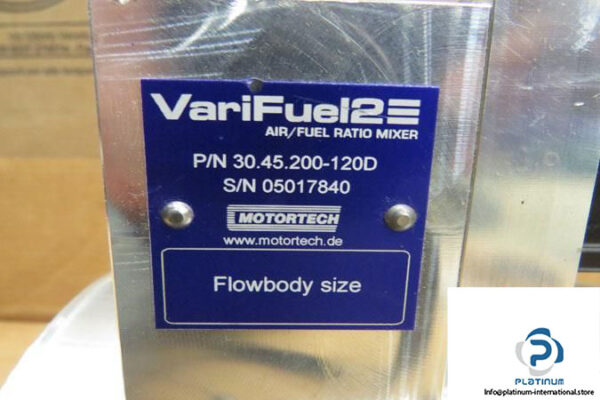 VariFuel2
AIR/FUEL RATIO MIXER
P/N 30.45.200-120D
S/N 05017840
MOTORTECH
www.motortech.de
Flowbody size
PLATINUM
https://platinum-international.store